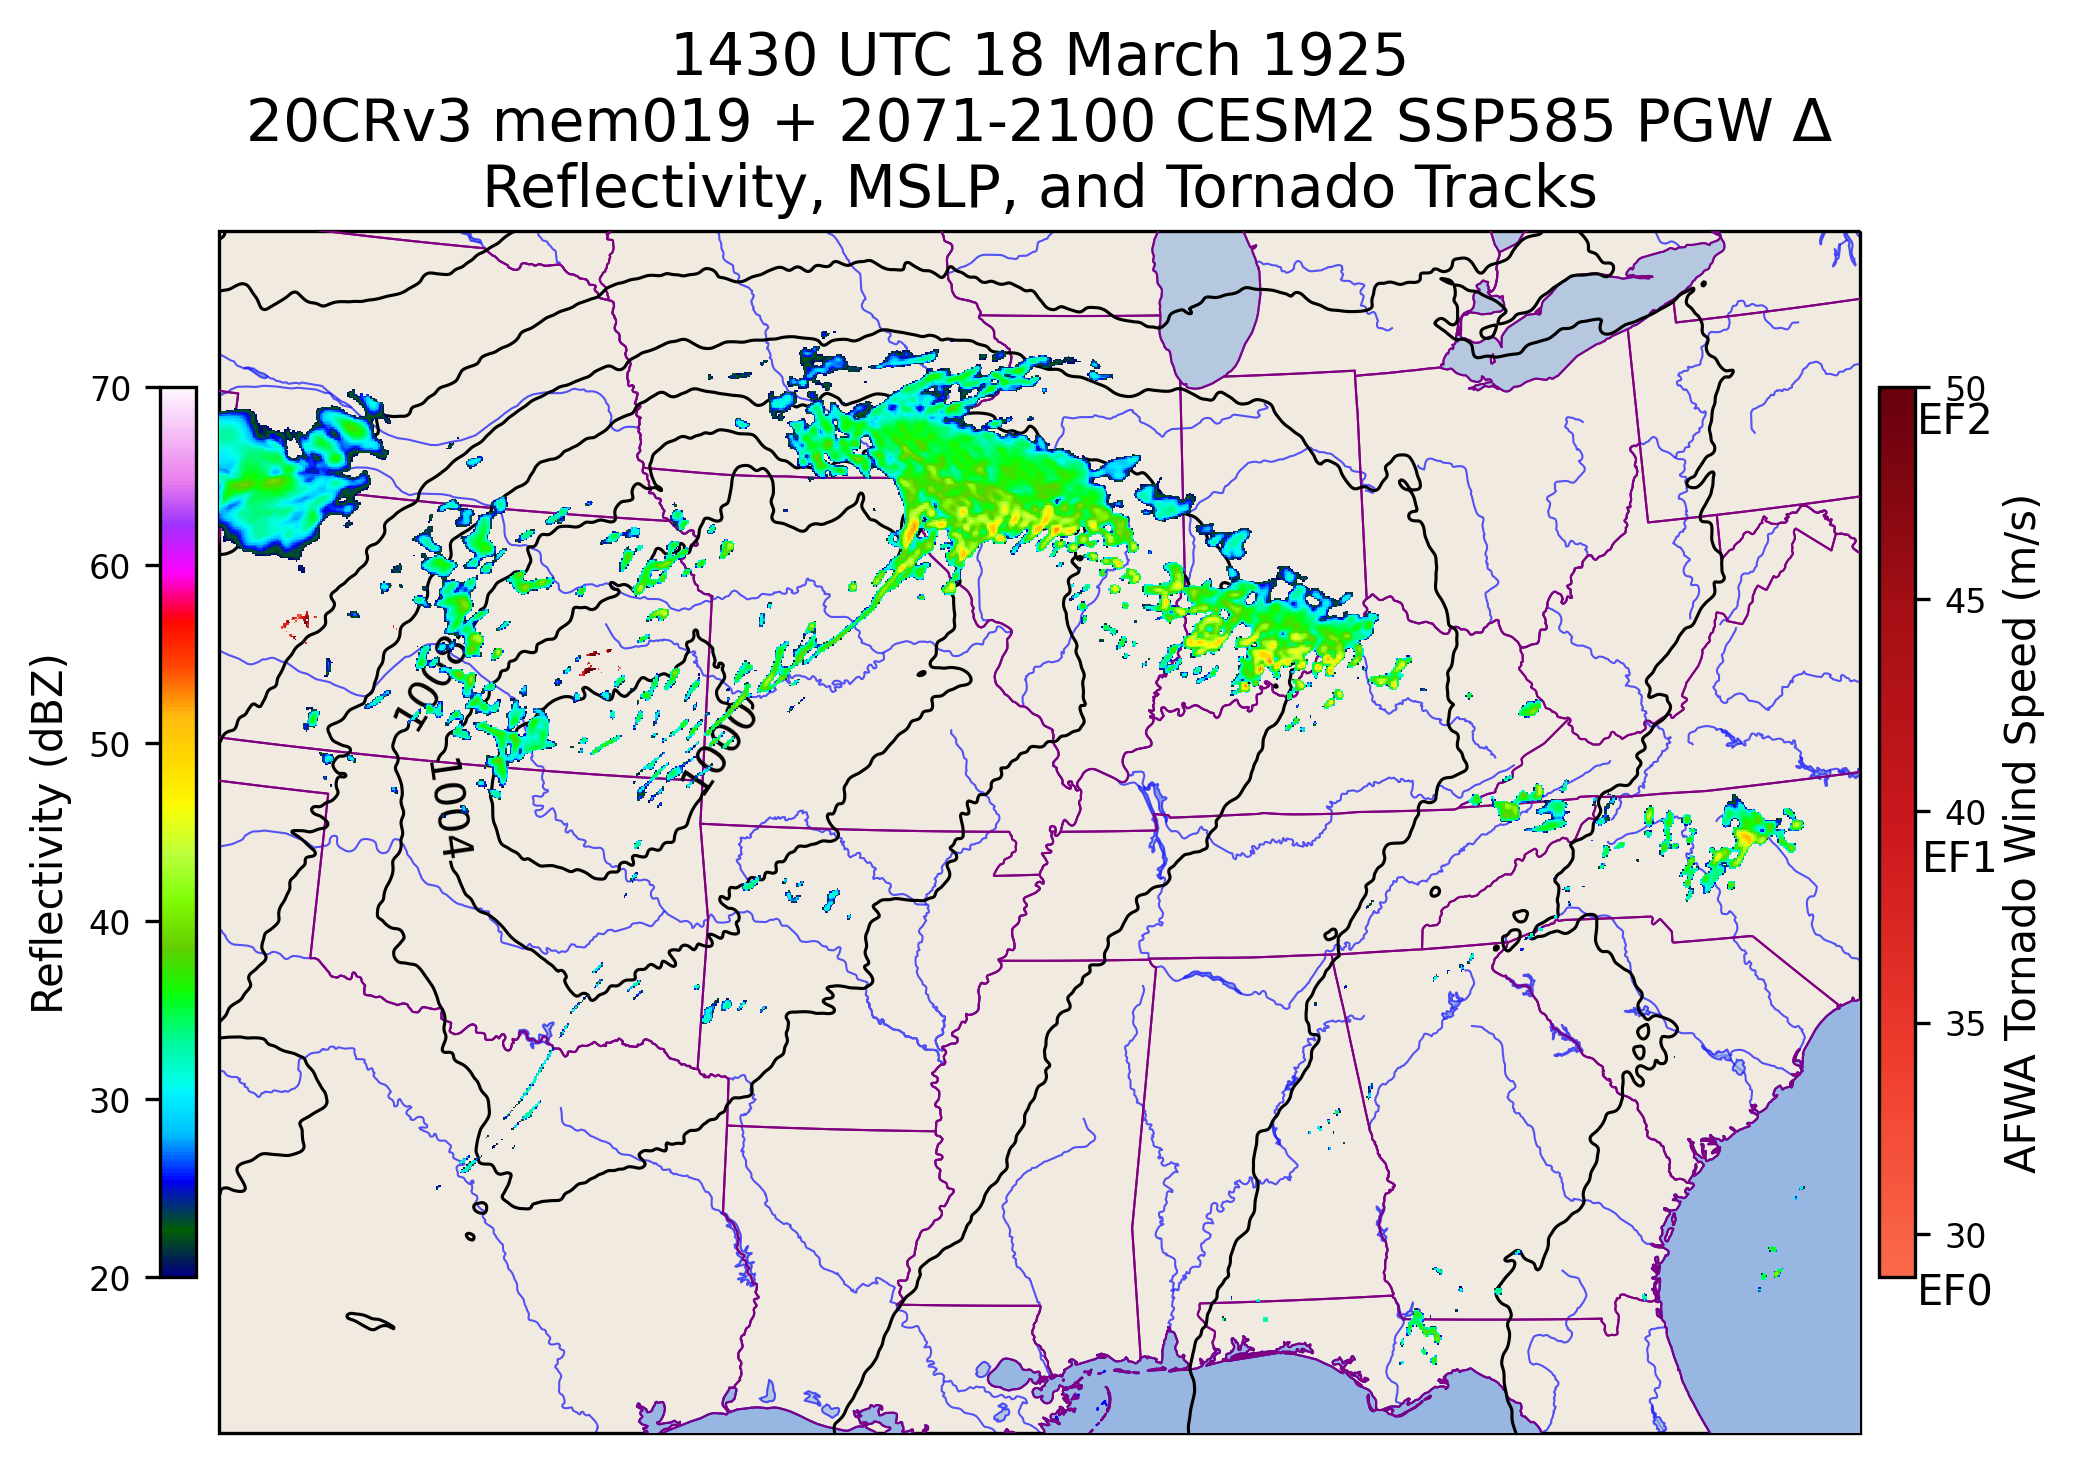 1430 UTC 18 March 1925
20CRv3 mem019 + 2071-2100 CESM2 SSP585 PGW Δ
Reflectivity, MSLP, and Tornado Tracks
70
60
50
40
30
20
Reflectivity (dBZ)
1008
1004
1000
50
EF2
45
40
EF1
35
30
EF0
AFWA Tornado Wind Speed (m/s)